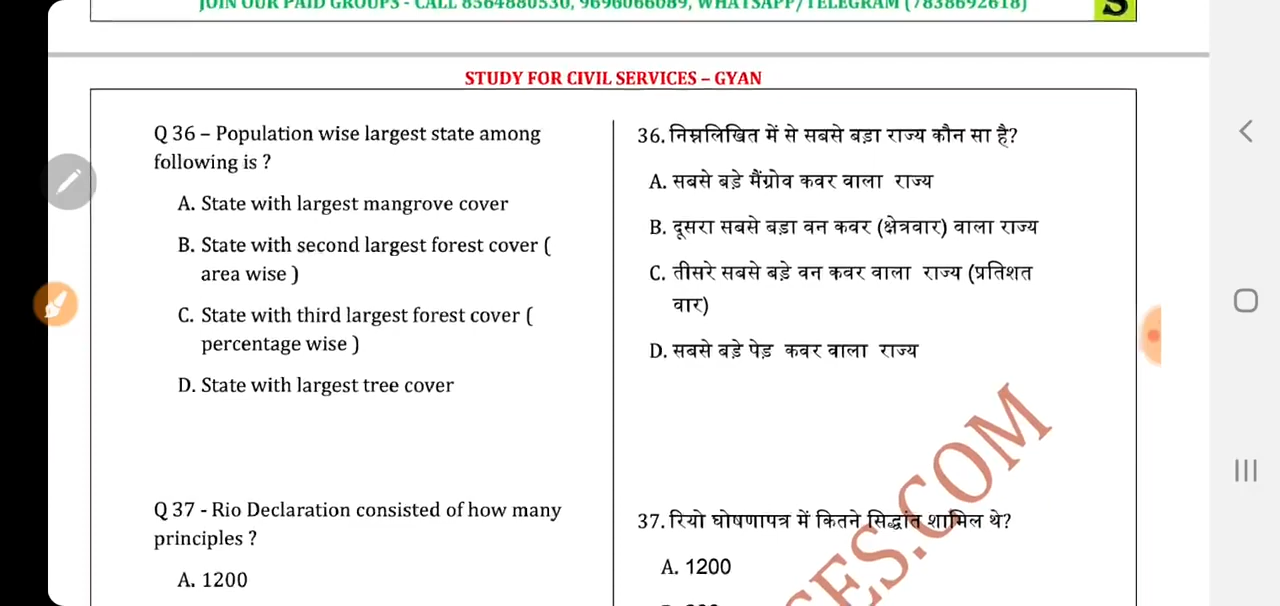 JOIN OUR PAID GROUPS - CALL 8564880530, 9696066089, WHATSAPP/TELEGRAM (7838692618)
S
STUDY FOR CIVIL SERVICES – GYAN
Q 36 – Population wise largest state among
following is ?
A. State with largest mangrove cover
B. State with second largest forest cover (
area wise )
C. State with third largest forest cover (
percentage wise )
D. State with largest tree cover
Q 37 - Rio Declaration consisted of how many
principles ?
A. 1200
36. निम्नलिखित में से सबसे बड़ा राज्य कौन सा है?
A. सबसे बड़े मैंग्रोव कवर वाला राज्य
B. दूसरा सबसे बड़ा वन कवर (क्षेत्रवार) वाला राज्य
C. तीसरे सबसे बड़े वन कवर वाला राज्य (प्रतिशत
वार)
D. सबसे बड़े पेड़ कवर वाला राज्य
37. रियो घोषणापत्र में कितने सिद्धांत शामिल थे?
A. 1200
ES.COM